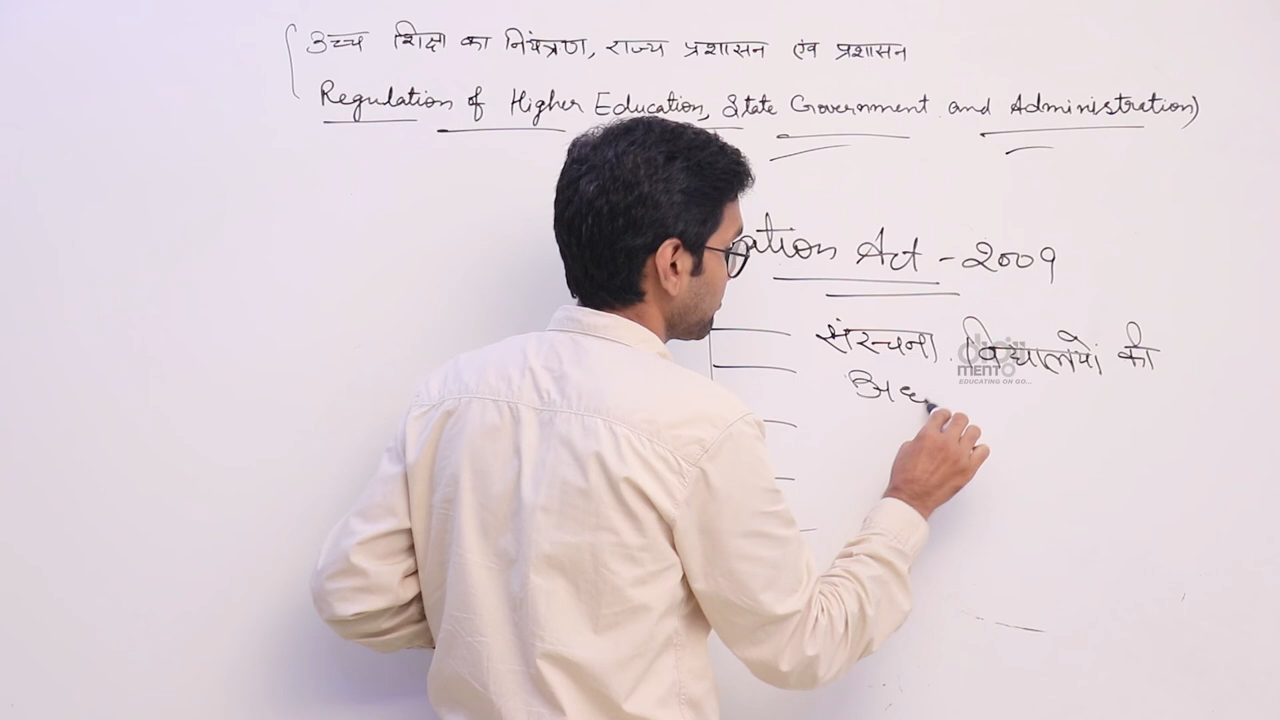 उच्च शिक्षा का नियंत्रण, राज्य प्रशासन एंव प्रशासन
Regulation of Higher Education, State Government and Administration)
ation Act - 2009
संरचना विद्यालयों की
MENTO
EDUCATING ON GO...